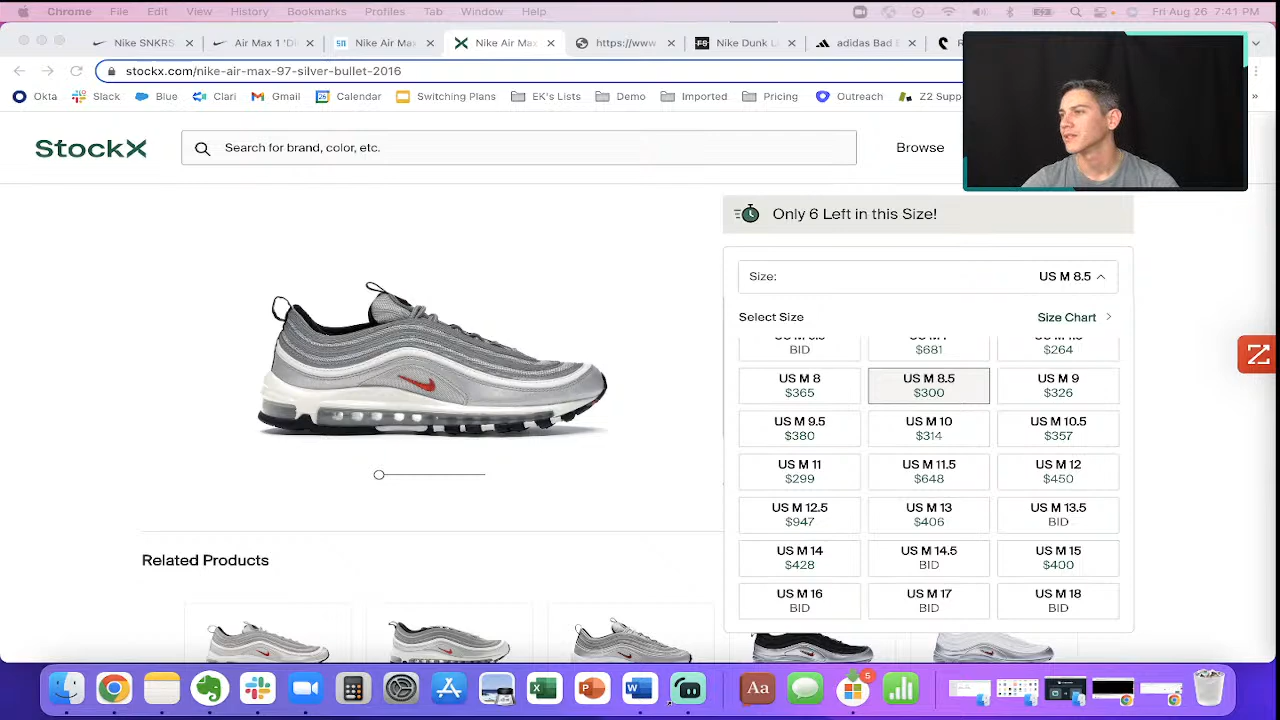 Chrome File Edit View History Bookmarks Profiles Tab Window Help Fri Aug 26 7:41 PM
Nike SNKRS Air Max 1 'Di Nike Air Max Nike Air Max https://www Nike Dunk L adidas Bad E
stockx.com/nike-air-max-97-silver-bullet-2016
Okta Slack Blue Clari Gmail Calendar Switching Plans EK's Lists Demo Imported Pricing Outreach Z2 Supp »
StockX Search for brand, color, etc. Browse
Only 6 Left in this Size!
Size: US M 8.5
Select Size Size Chart
BID $681 $264
US M 8 US M 8.5 US M 9
$365 $300 $326
US M 9.5 US M 10 US M 10.5
$380 $314 $357
US M 11 US M 11.5 US M 12
$299 $648 $450
US M 12.5 US M 13 US M 13.5
$947 $406 BID
US M 14 US M 14.5 US M 15
$428 BID $400
US M 16 US M 17 US M 18
BID BID BID
Related Products
5
Aa